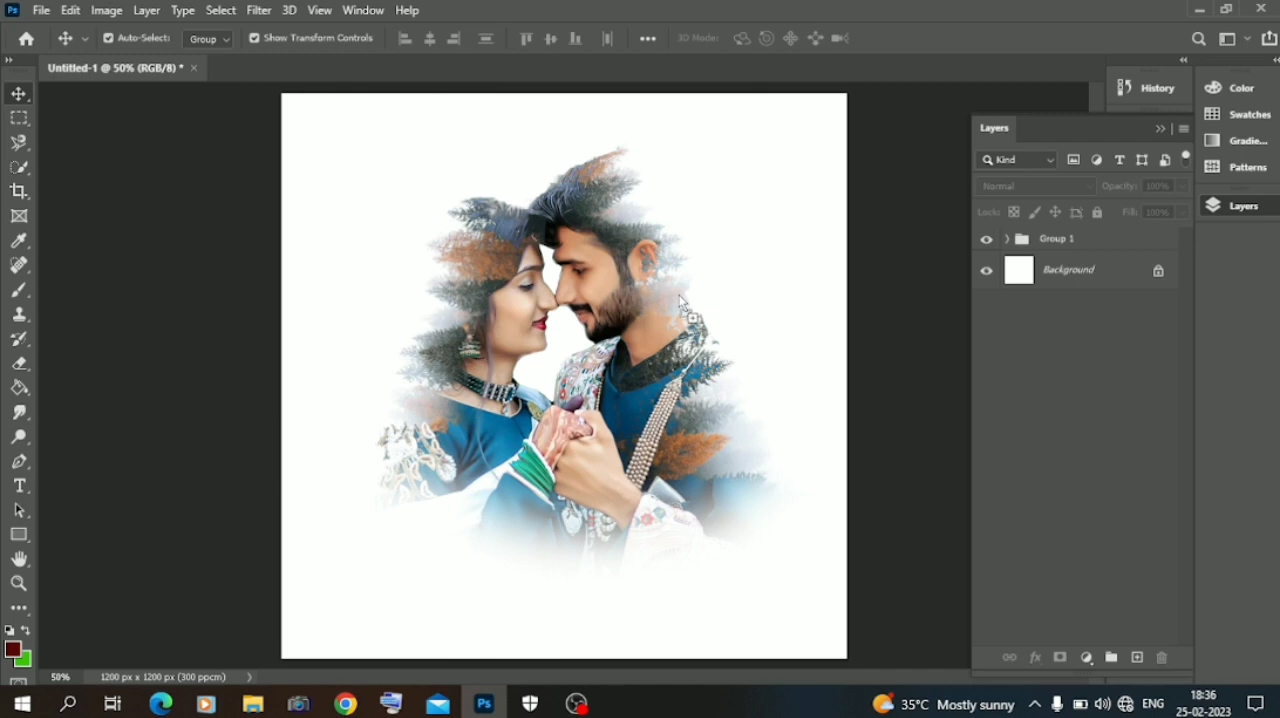 Ps File Edit Image Layer Type Select Filter 3D View Window Help
Auto-Select: Group Show Transform Controls 3D Mode:
Untitled-1 @ 50% (RGB/8) * ×
History
Color
Swatches
Gradie...
Patterns
Layers
Layers
Kind
Normal Opacity: 100%
Lock: Fill: 100%
Group 1
Background
50% 1200 px x 1200 px (300 ppcm)
Ps 35°C Mostly sunny ENG 18:36
25-02-2023